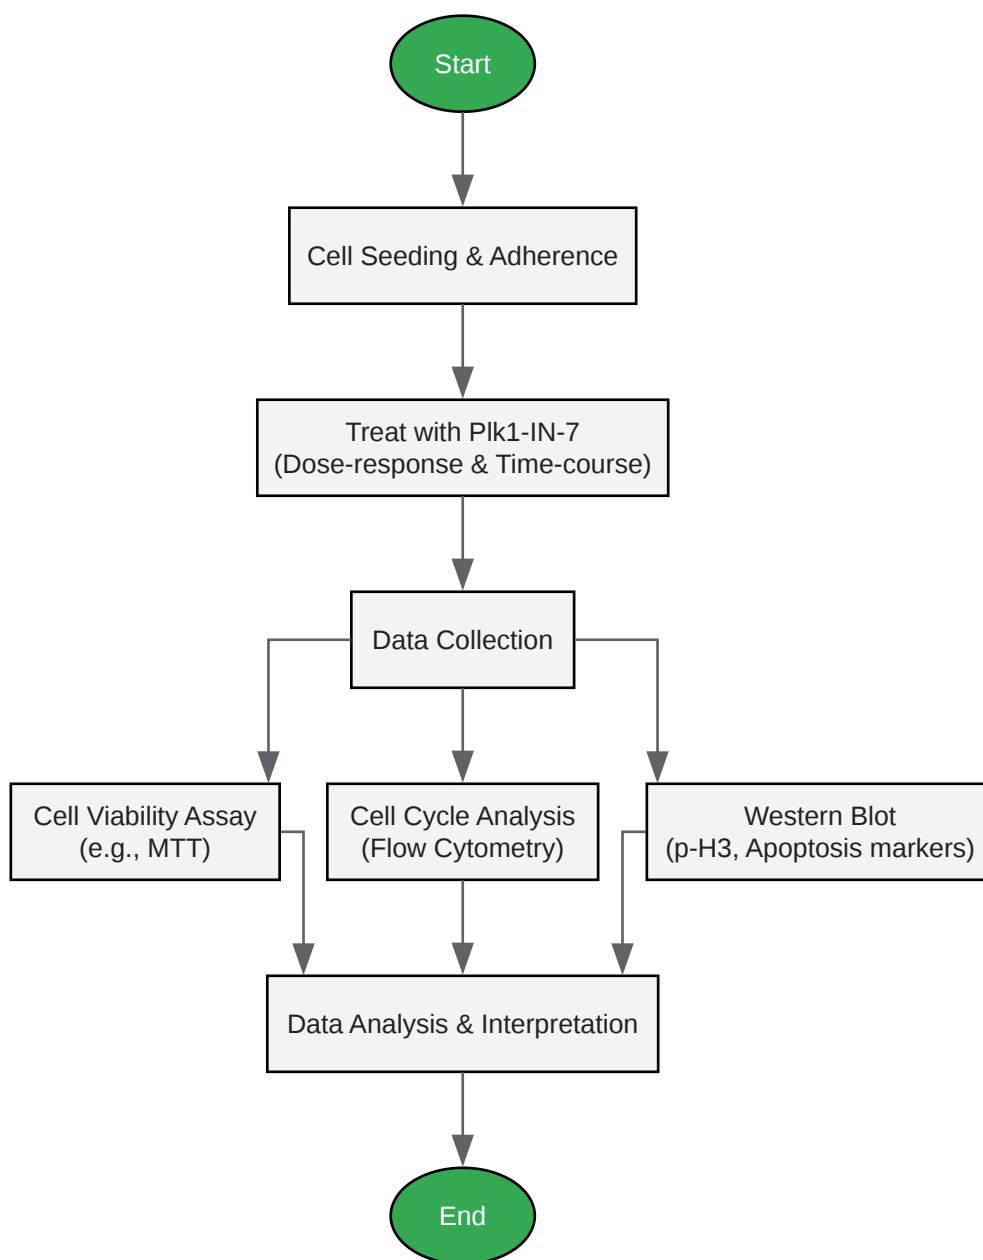 Start
Cell Seeding & Adherence
Treat with Plk1-IN-7
(Dose-response & Time-course)
Data Collection
Cell Viability Assay
(e.g., MTT)
Cell Cycle Analysis
(Flow Cytometry)
Western Blot
(p-H3, Apoptosis markers)
Data Analysis & Interpretation
End